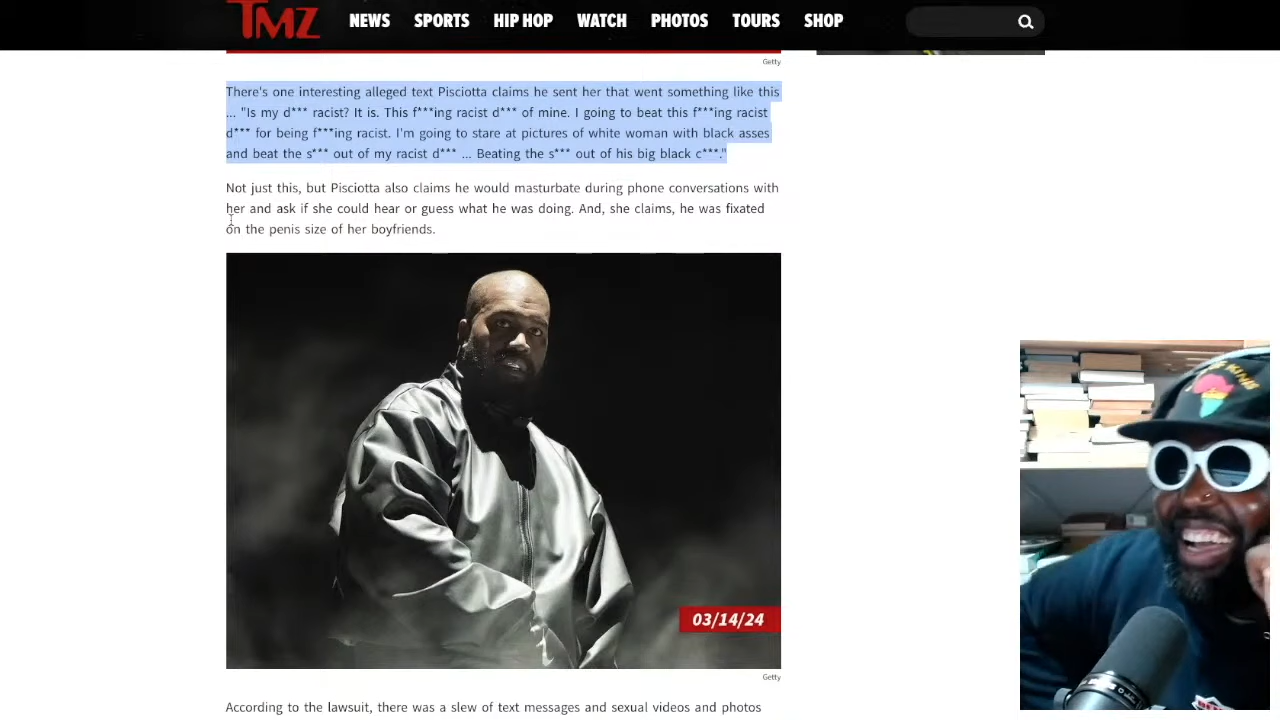 TMZ NEWS SPORTS HIP HOP WATCH PHOTOS TOURS SHOP
Getty
There's one interesting alleged text Pisciotta claims he sent her that went something like this
... "Is my d*** racist? It is. This f***ing racist d*** of mine. I going to beat this f***ing racist
d*** for being f***ing racist. I'm going to stare at pictures of white woman with black asses
and beat the s*** out of my racist d*** ... Beating the s*** out of his big black c***."
Not just this, but Pisciotta also claims he would masturbate during phone conversations with
her and ask if she could hear or guess what he was doing. And, she claims, he was fixated
on the penis size of her boyfriends.
03/14/24
Getty
According to the lawsuit, there was a slew of text messages and sexual videos and photos